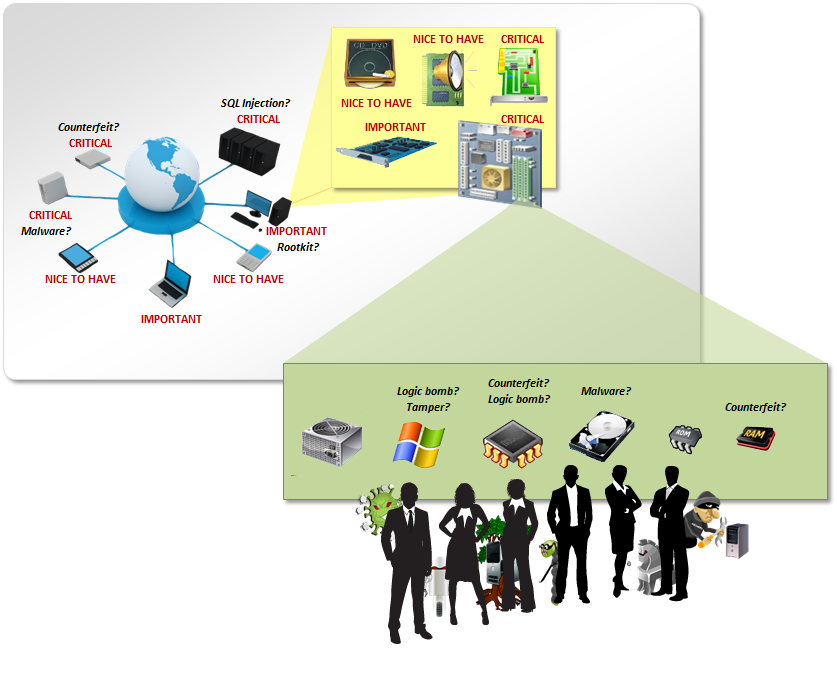 NICE TO HAVE
CRITICAL
CD DVD
NICE TO HAVE
IMPORTANT
CRITICAL
SQL Injection?
CRITICAL
Counterfeit?
CRITICAL
CRITICAL
Malware?
IMPORTANT
Rootkit?
NICE TO HAVE
NICE TO HAVE
IMPORTANT
Logic bomb?
Tamper?
Counterfeit?
Logic bomb?
Malware?
Counterfeit?
ROM
RAM